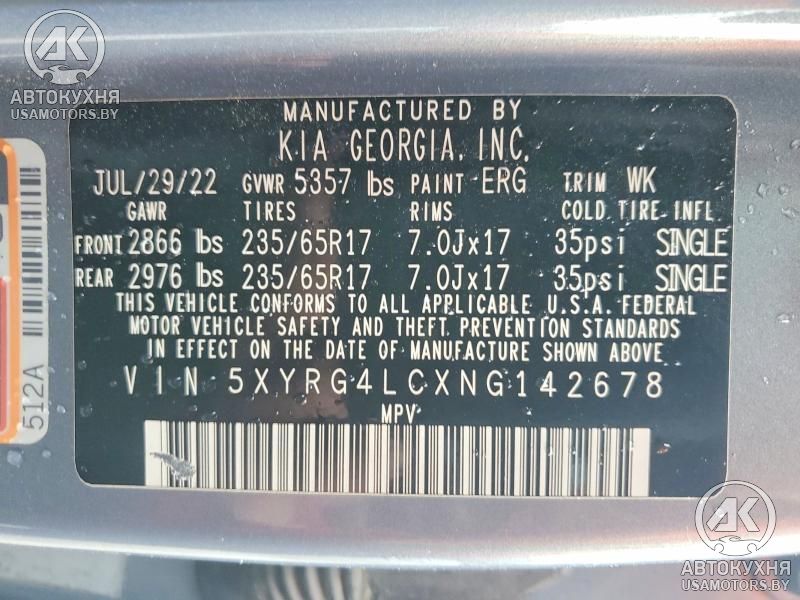 AK
АВТОКУХНЯ
USAMOTORS.BY
MANUFACTURED BY
KIA GEORGIA, INC.
JUL/29/22 GVWR 5357 lbs PAINT ERG TRIM WK
GAWR TIRES RIMS COLD TIRE INFL
FRONT 2866 lbs 235/65R17 7.0Jx17 35psi SINGLE
REAR 2976 lbs 235/65R17 7.0Jx17 35psi SINGLE
THIS VEHICLE CONFORMS TO ALL APPLICABLE U.S.A. FEDERAL
MOTOR VEHICLE SAFETY AND THEFT PREVENTION STANDARDS
IN EFFECT ON THE DATE OF MANUFACTURE SHOWN ABOVE
VIN 5XYRG4LCXNG142678
MPV
512A
AK
АВТОКУХНЯ
USAMOTORS.BY